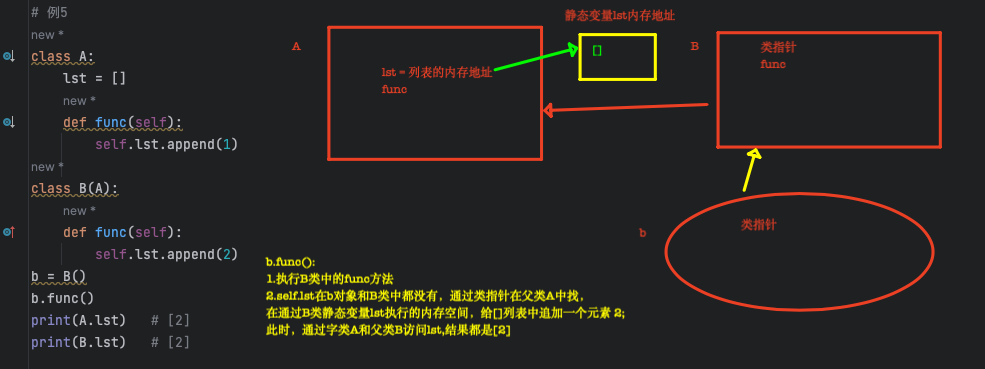 # 例5
new *
class A:
lst = []
new *
def func(self):
self.lst.append(1)
new *
class B(A):
new *
def func(self):
self.lst.append(2)
b = B()
b.func()
print(A.lst)   # [2]
print(B.lst)   # [2]
静态变量lst内存地址
A
lst = 列表的内存地址
func
[]
B
类指针
func
b
类指针
b.func():
1.执行B类中的func方法
2.self.lst在b对象和B类中都没有，通过类指针在父类A中找，
在通过B类静态变量lst执行的内存空间，给[]列表中追加一个元素 2;
此时，通过字类A和父类B访问lst,结果都是[2]